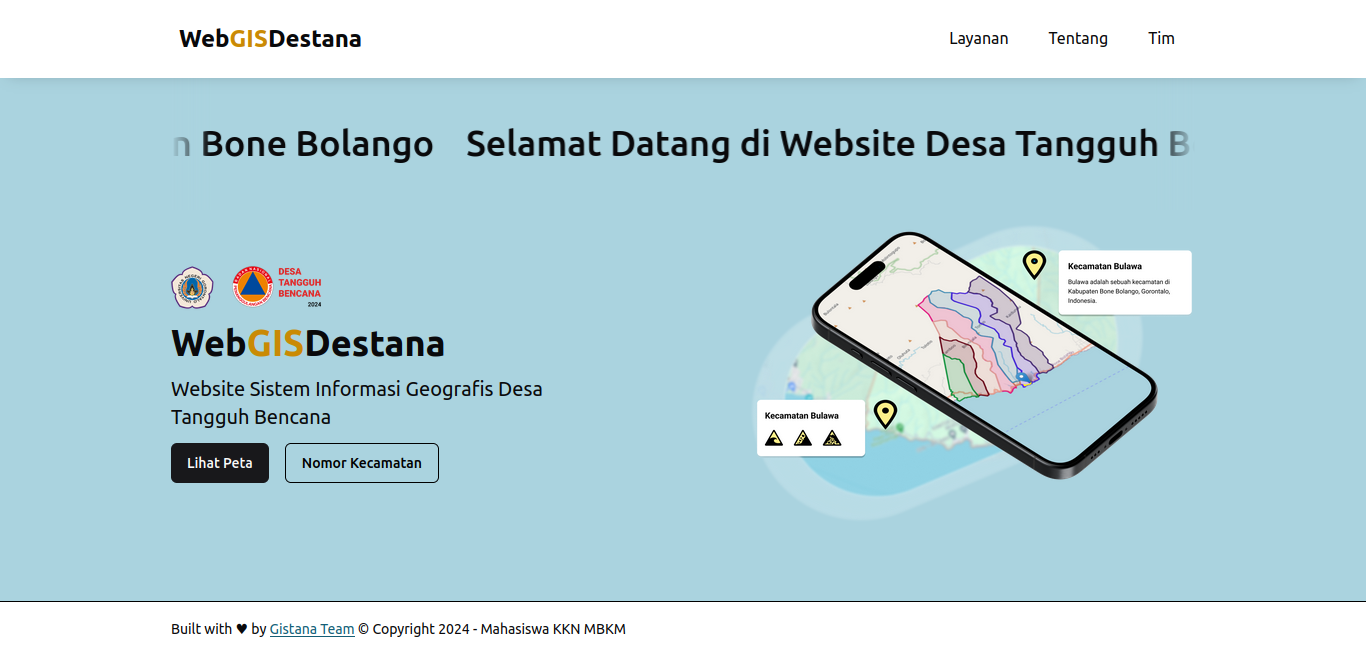 WebGISDestana
Layanan Tentang Tim
n Bone Bolango Selamat Datang di Website Desa Tangguh B
DESA
TANGGUH
BENCANA
2024
WebGISDestana
Website Sistem Informasi Geografis Desa
Tangguh Bencana
Lihat Peta Nomor Kecamatan
Kecamatan Bulawa
Bulawa adalah sebuah kecamatan di
Kabupaten Bone Bolango, Gorontalo,
Indonesia.
Kecamatan Bulawa
Built with ♥ by Gistana Team © Copyright 2024 - Mahasiswa KKN MBKM